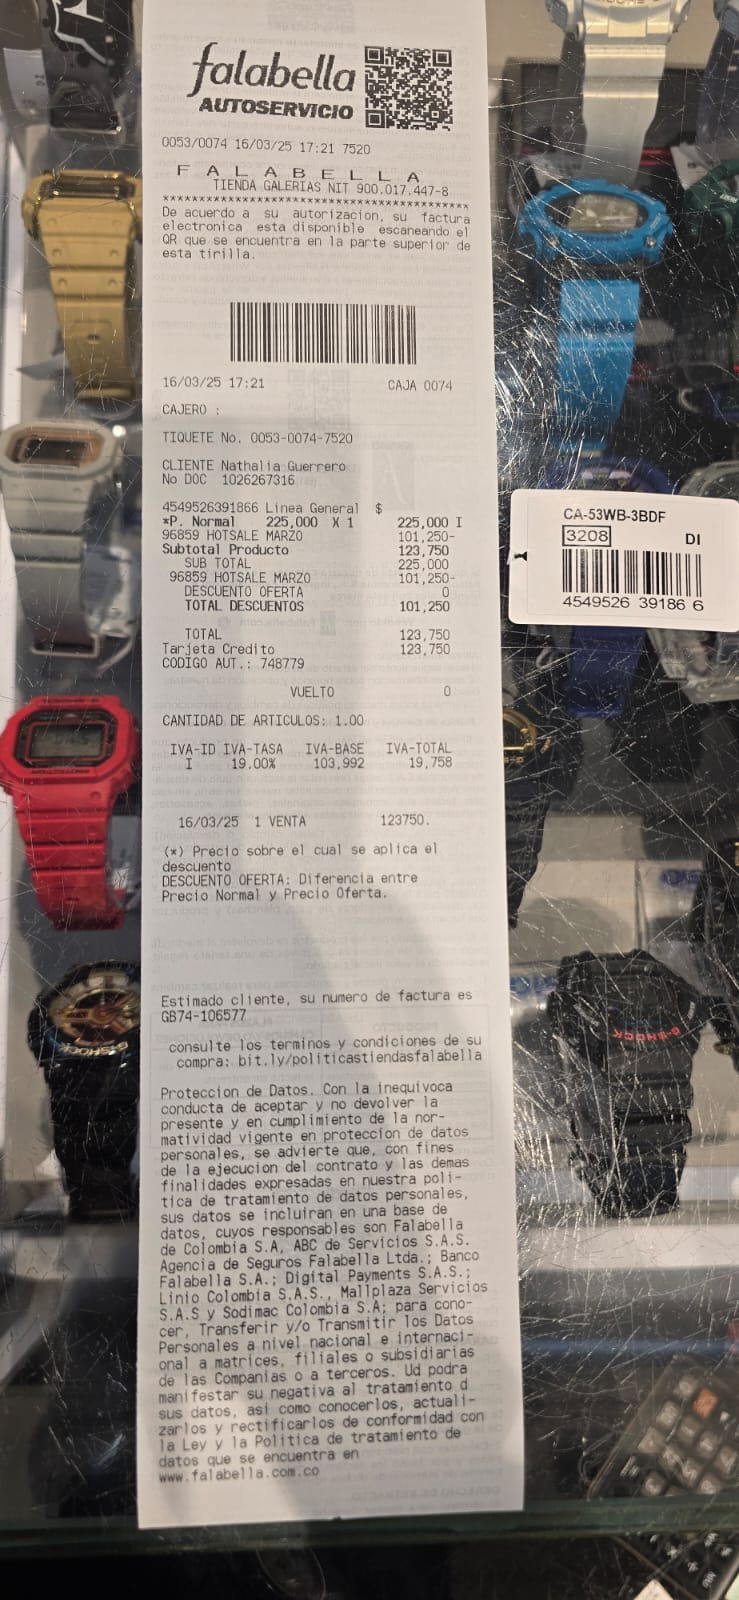 falabella
AUTOSERVICIO
0053/0074 16/03/25 17:21 7520
F A L A B E L L A
TIENDA GALERIAS NIT 900.017.447-8
******************************************
De acuerdo a su autorizacion, su factura
electronica esta disponible escaneando el
QR que se encuentra en la parte superior de
esta tirilla.
16/03/25 17:21 CAJA 0074
CAJERO :
TIQUETE No. 0053-0074-7520
CLIENTE Nathalia Guerrero
No DOC 1026267316
4549526391866 Linea General $
*P. Normal 225,000 X 1 225,000 I
96859 HOTSALE MARZO 101,250-
Subtotal Producto 123,750
SUB TOTAL 225,000
96859 HOTSALE MARZO 101,250-
DESCUENTO OFERTA 0
TOTAL DESCUENTOS 101,250
TOTAL 123,750
Tarjeta Credito 123,750
CODIGO AUT.: 748779
VUELTO 0
CANTIDAD DE ARTICULOS: 1.00
IVA-ID IVA-TASA IVA-BASE IVA-TOTAL
I 19.00% 103,992 19,758
16/03/25 1 VENTA 123750.
(*) Precio sobre el cual se aplica el
descuento
DESCUENTO OFERTA: Diferencia entre
Precio Normal y Precio Oferta.
Estimado cliente, su numero de factura es
GB74-106577
consulte los terminos y condiciones de su
compra: bit.ly/politicastiendasfalabella
Proteccion de Datos. Con la inequivoca
conducta de aceptar y no devolver la
presente y en cumplimiento de la nor-
matividad vigente en proteccion de datos
personales, se advierte que, con fines
de la ejecucion del contrato y las demas
finalidades expresadas en nuestra poli-
tica de tratamiento de datos personales,
sus datos se incluiran en una base de
datos, cuyos responsables son Falabella
de Colombia S.A, ABC de Servicios S.A.S.
Agencia de Seguros Falabella Ltda.; Banco
Falabella S.A.; Digital Payments S.A.S.;
Linio Colombia S.A.S., Mallplaza Servicios
S.A.S y Sodimac Colombia S.A; para cono-
cer, Transferir y/o Transmitir los Datos
Personales a nivel nacional e internaci-
onal a matrices, filiales o subsidiarias
de las Companias o a terceros. Ud podra
manifestar su negativa al tratamiento d
sus datos, asi como conocerlos, actuali-
zarlos y rectificarlos de conformidad con
la Ley y la Politica de tratamiento de
datos que se encuentra en
www.falabella.com.co
CA-53WB-3BDF
3208 DI
4549526 39186 6
G-SHOCK
G-SHOCK